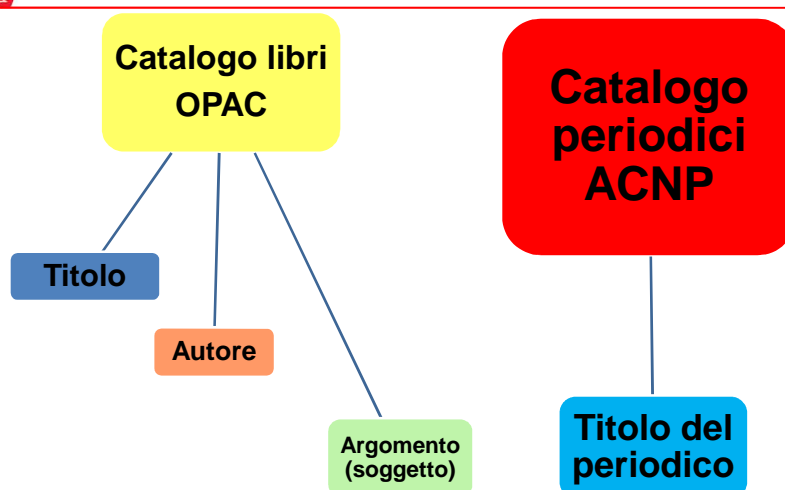 Catalogo libri
OPAC
Catalogo
periodici
ACNP
Titolo
Autore
Argomento
(soggetto)
Titolo del
periodico